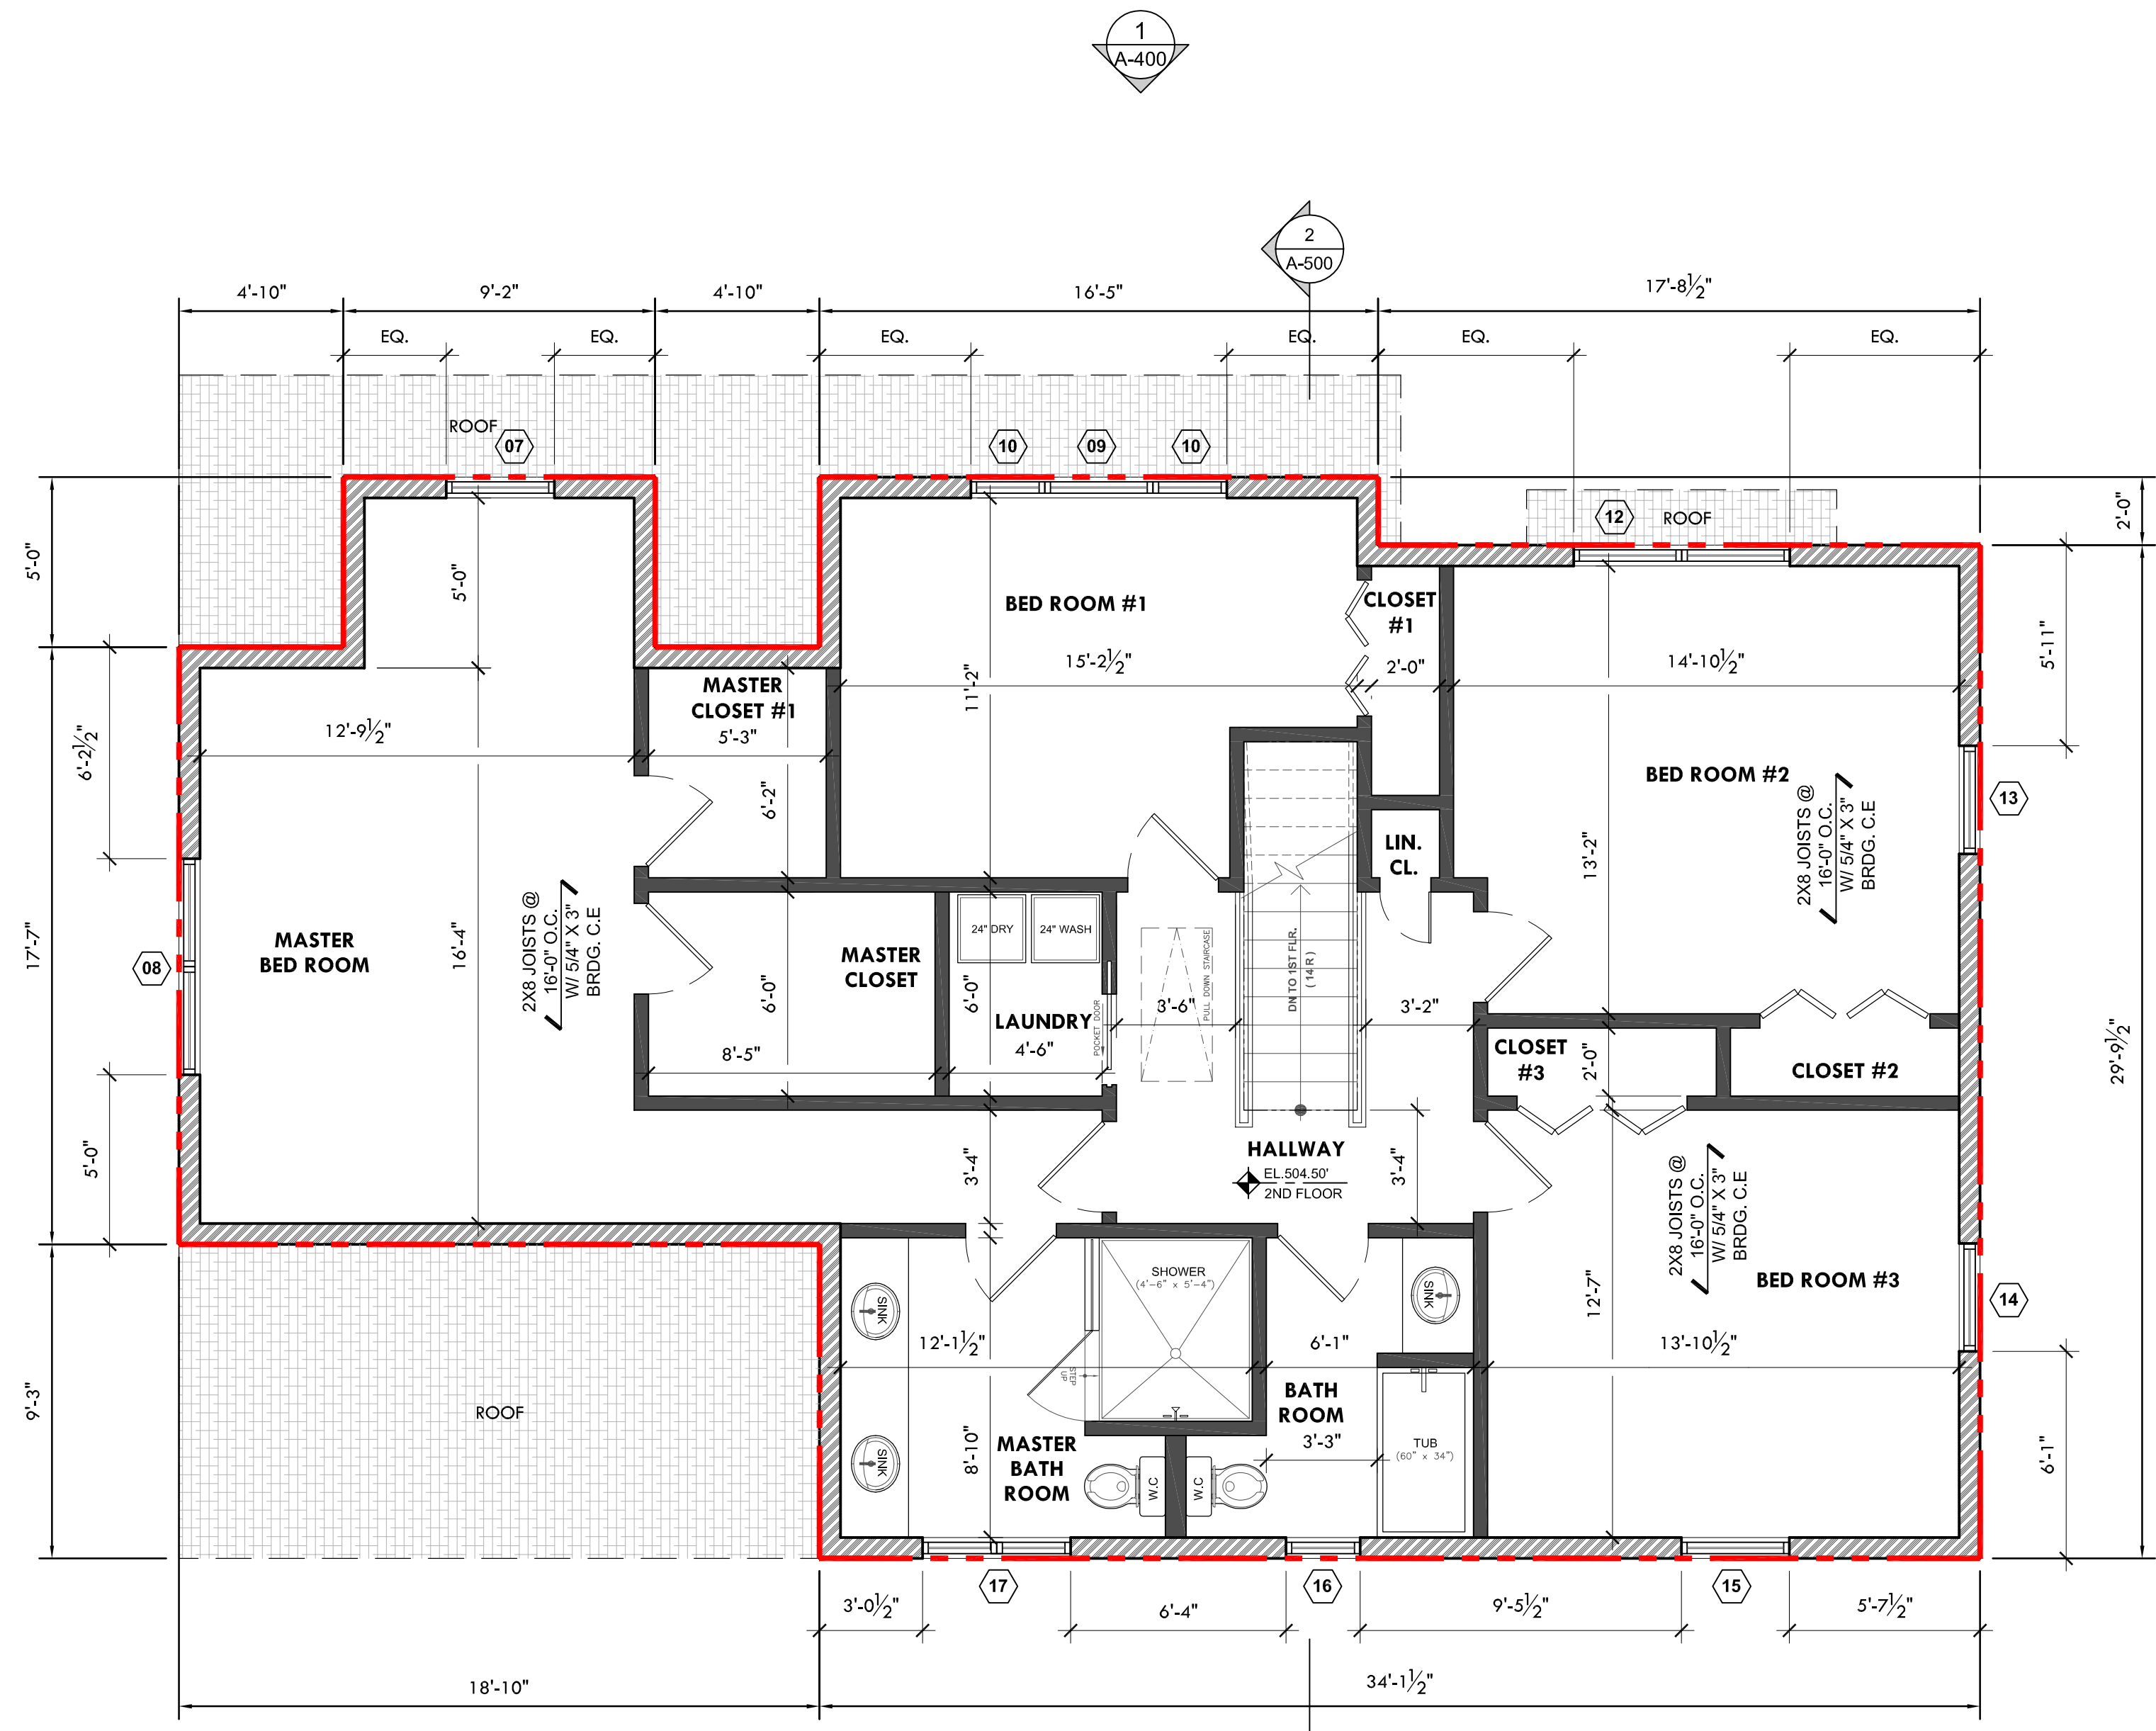 1
A-400
2
A-500
4'-10"
9'-2"
4'-10"
16'-5"
17'-8½"
EQ.
EQ.
EQ.
EQ.
EQ.
EQ.
ROOF
07
10
09
10
12
ROOF
2'-0"
5'-0"
5'-0"
BED ROOM #1
CLOSET
#1
15'-2½"
2'-0"
14'-10½"
5'-11"
11'-2"
MASTER
CLOSET #1
5'-3"
12'-9½"
6'-2½"
6'-2"
BED ROOM #2
2X8 JOISTS @
16'-0" O.C.
W/ 5/4" X 3"
BRDG. C.E
13
13'-2"
LIN.
CL.
17'-7"
08
MASTER
BED ROOM
16'-4"
2X8 JOISTS @
16'-0" O.C.
W/ 5/4" X 3"
BRDG. C.E
24" DRY
24" WASH
MASTER
CLOSET
6'-0"
6'-0"
LAUNDRY
4'-6"
8'-5"
POCKET DOOR
3'-6"
PULL DOWN STAIRCASE
DN TO 1ST FLR.
(14 R)
3'-2"
CLOSET
#3
2'-0"
CLOSET #2
29'-9½"
5'-0"
3'-4"
HALLWAY
EL.504.50'
2ND FLOOR
3'-4"
2X8 JOISTS @
16'-0" O.C.
W/ 5/4" X 3"
BRDG. C.E
BED ROOM #3
14
SHOWER
(4'-6" x 5'-4")
SINK
SINK
12'-7"
12'-1½"
6'-1"
13'-10½"
STEP
UP
9'-3"
ROOF
BATH
ROOM
3'-3"
TUB
(60" x 34")
6'-1"
SINK
8'-10"
MASTER
BATH
ROOM
W.C
W.C
17
16
15
3'-0½"
6'-4"
9'-5½"
5'-7½"
18'-10"
34'-1½"